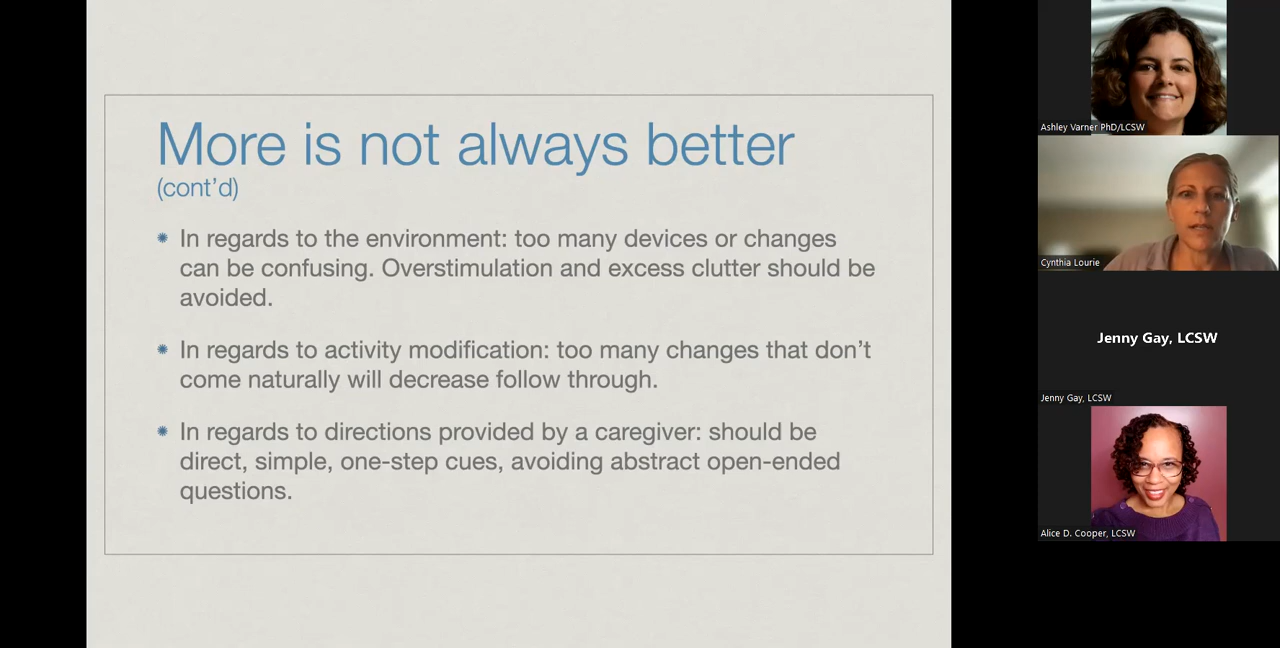 More is not always better
(cont’d)
In regards to the environment: too many devices or changes
can be confusing. Overstimulation and excess clutter should be
avoided.
In regards to activity modification: too many changes that don’t
come naturally will decrease follow through.
In regards to directions provided by a caregiver: should be
direct, simple, one-step cues, avoiding abstract open-ended
questions.
Ashley Varner PhD/LCSW
Cynthia Lourie
Jenny Gay, LCSW
Jenny Gay, LCSW
Alice D. Cooper, LCSW